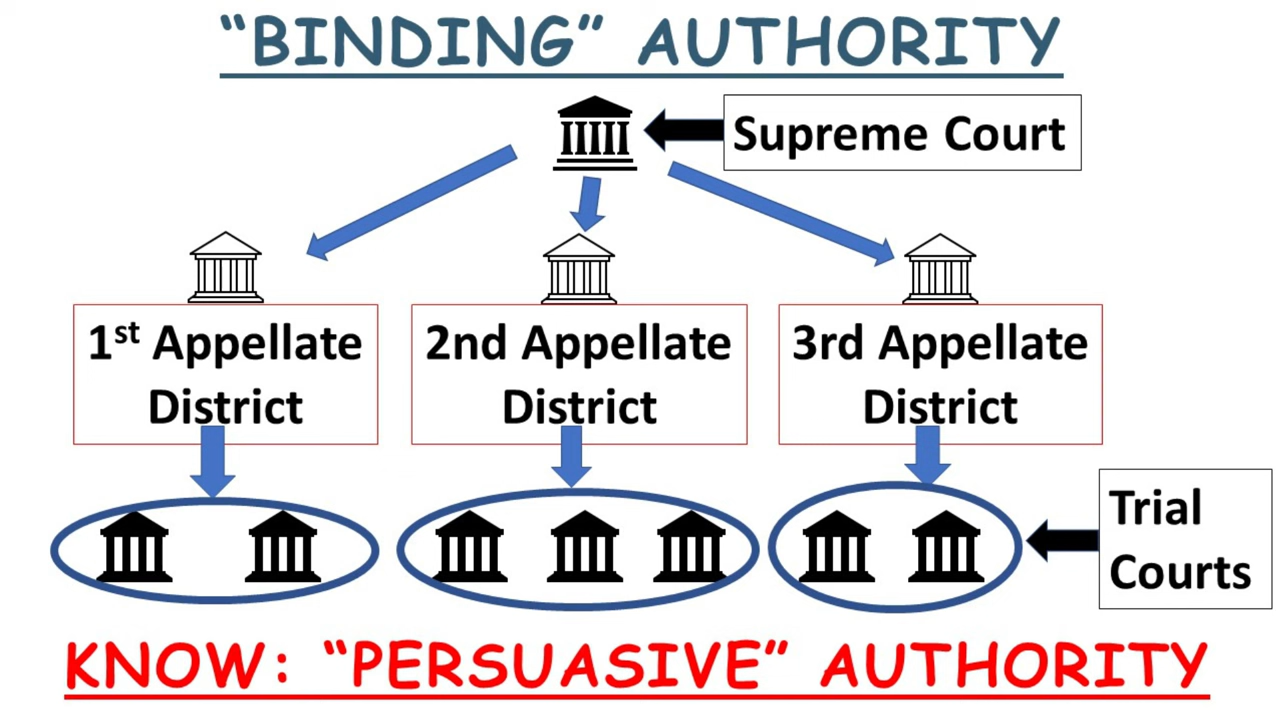 “BINDING” AUTHORITY
Supreme Court
1st Appellate
District
2nd Appellate
District
3rd Appellate
District
Trial
Courts
KNOW: “PERSUASIVE” AUTHORITY